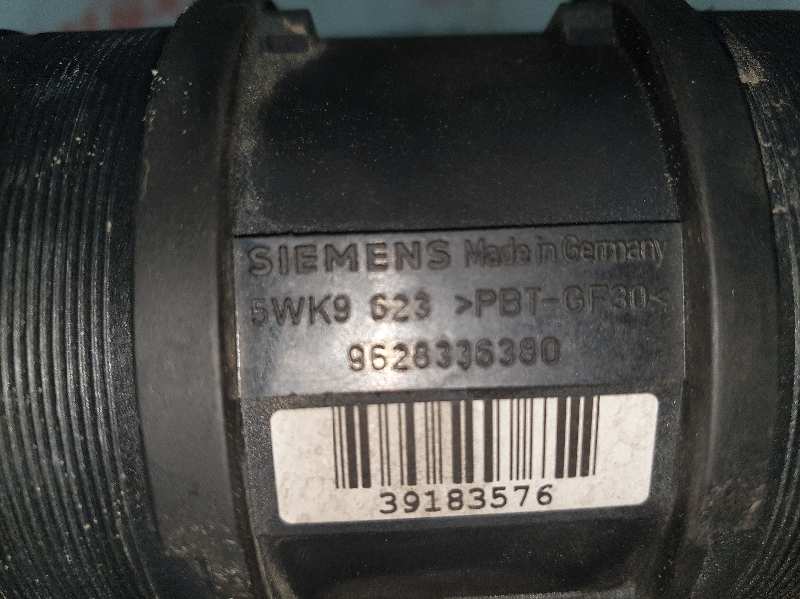 SIEMENS Made in Germany
5WK9 623 >PBT-GF30<
9628336380
39183576